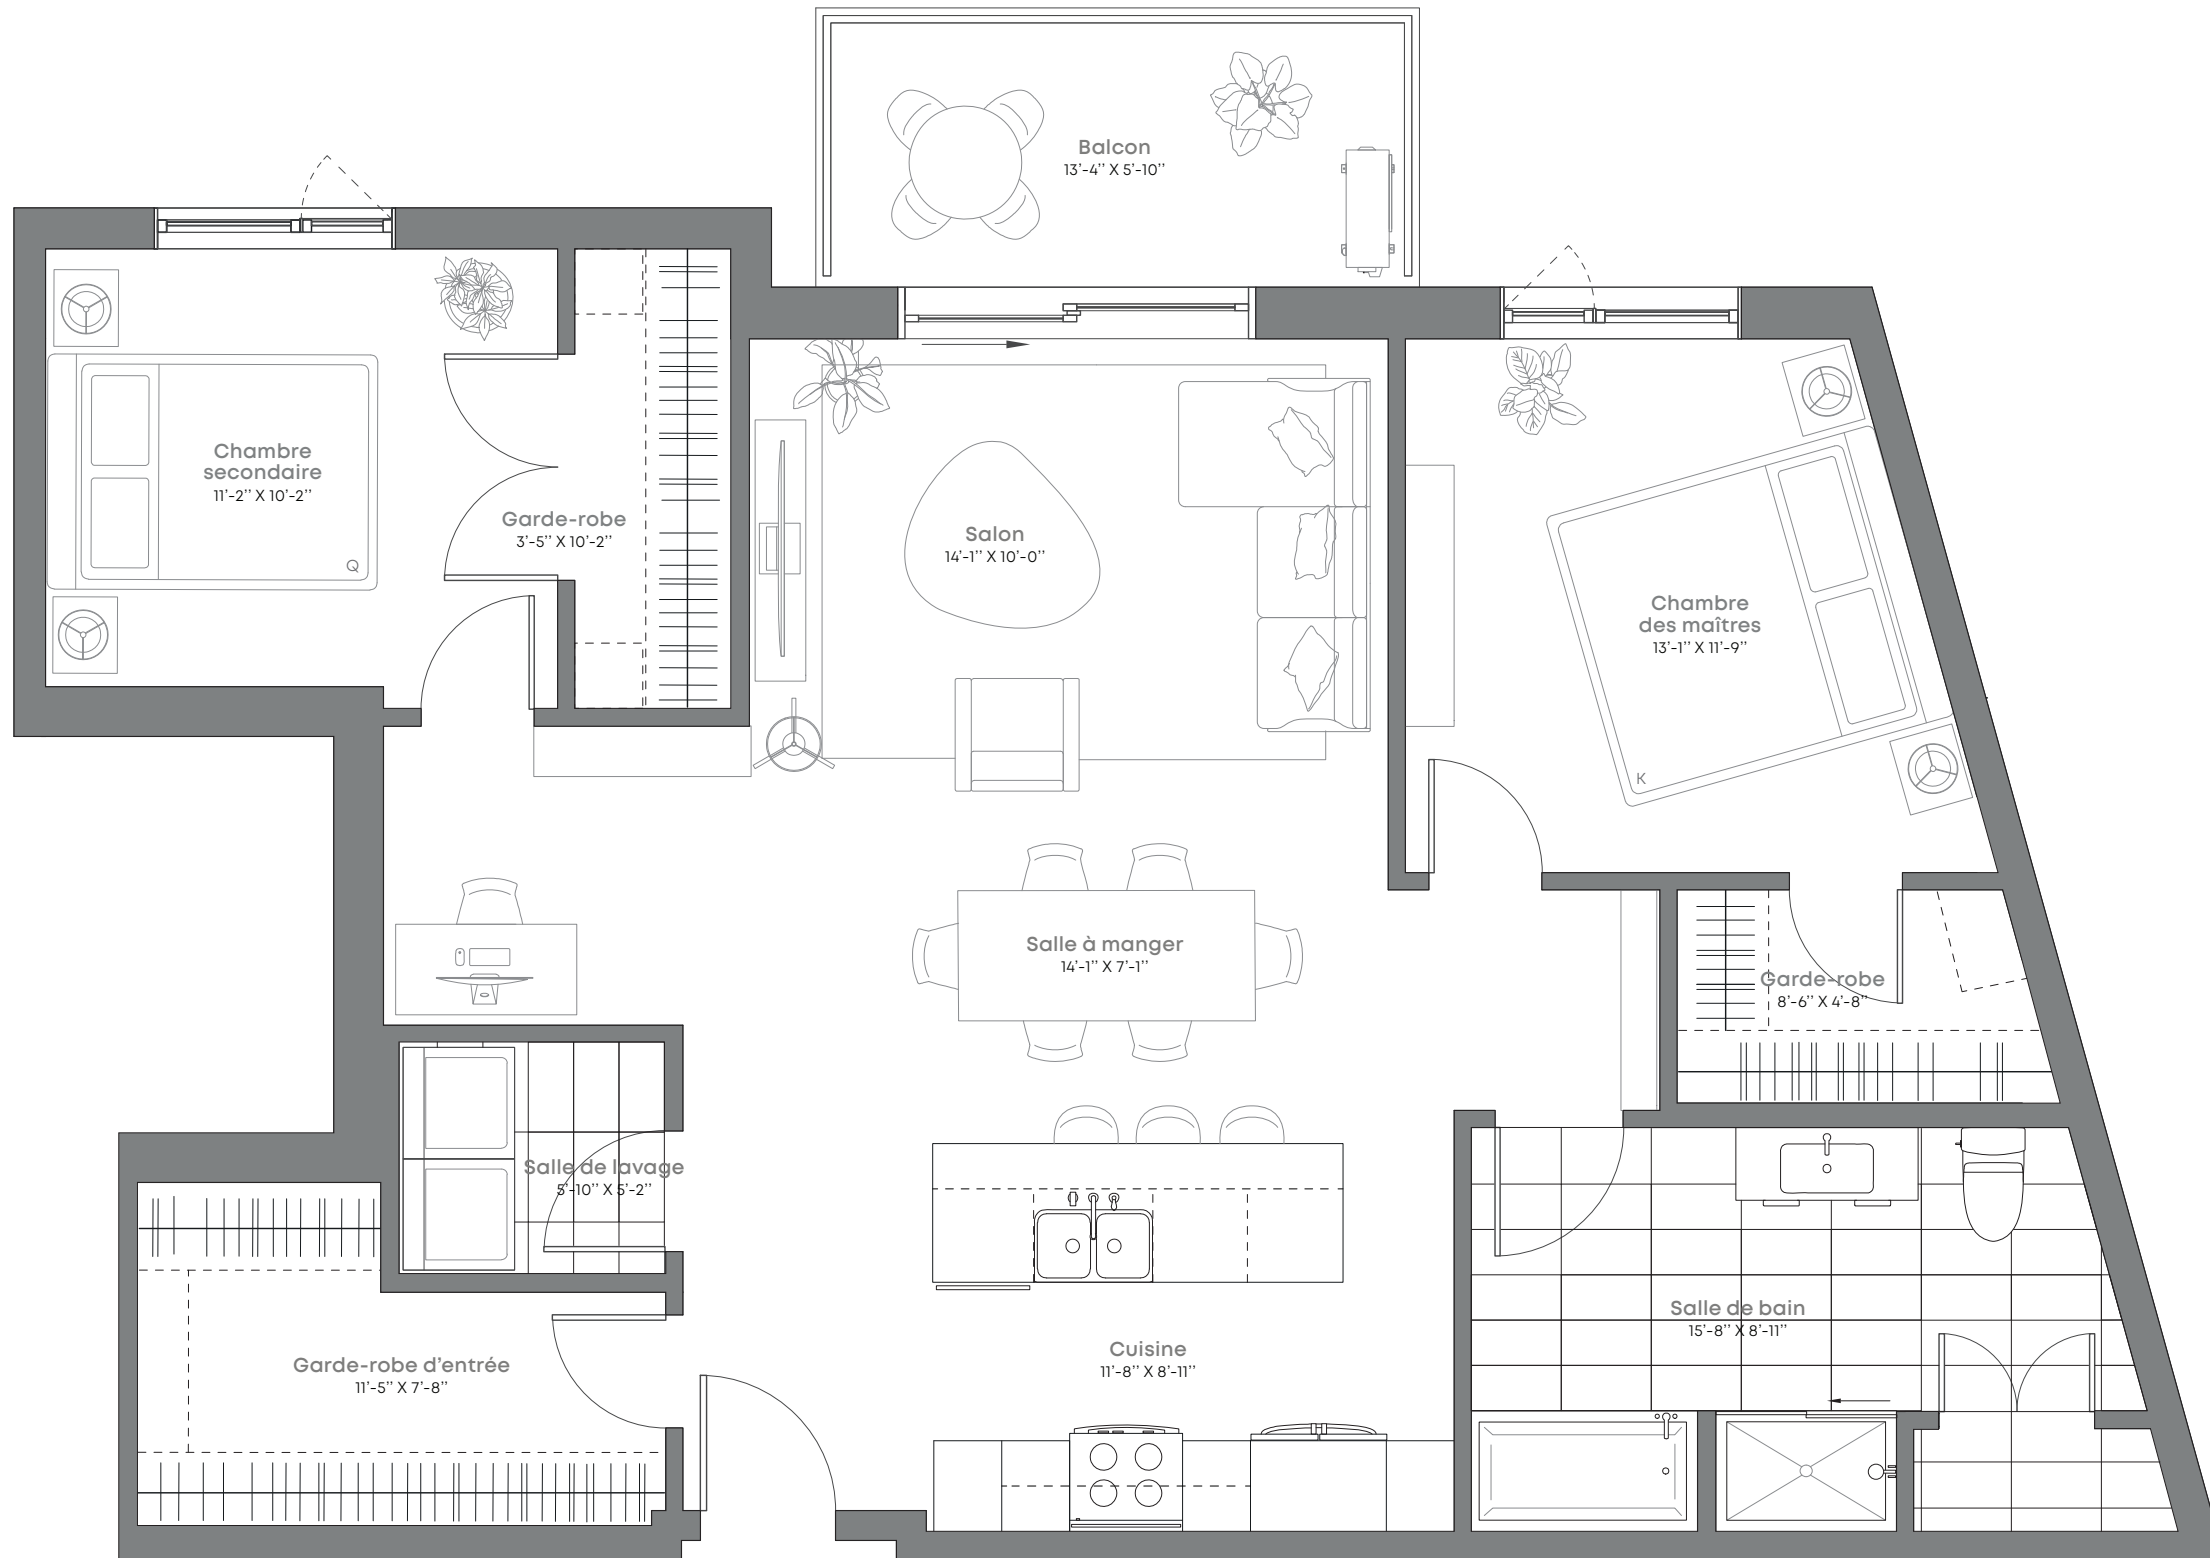 Balcon
13’-4’’ X 5’-10’’
Chambre
secondaire
11’-2’’ X 10’-2’’
Q
Garde-robe
3’-5’’ X 10’-2’’
Salon
14’-1’’ X 10’-0’’
Chambre
des maîtres
13’-1’’ X 11’-9’’
K
Salle à manger
14’-1’’ X 7’-1’’
Garde-robe
8’-6’’ X 4’-8’’
Salle de lavage
5’-10’’ X 5’-2’’
Salle de bain
15’-8’’ X 8’-11’’
Cuisine
11’-8’’ X 8’-11’’
Garde-robe d’entrée
11’-5’’ X 7’-8’’